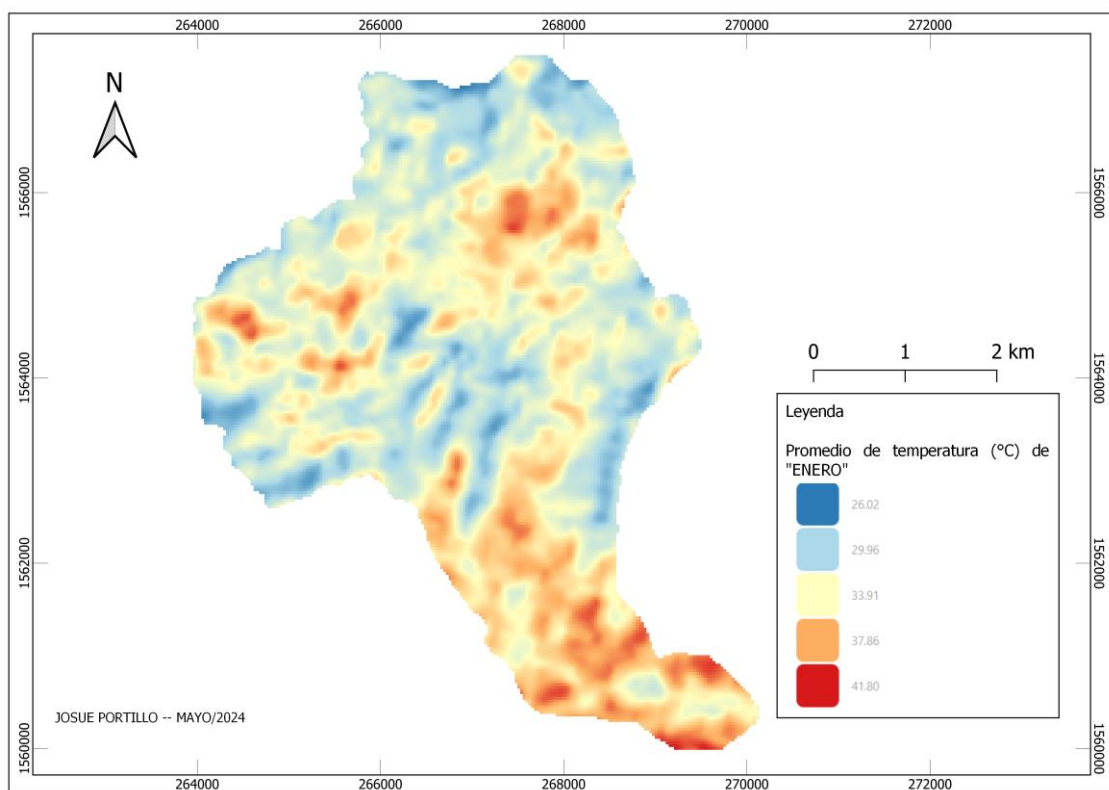 264000 266000 268000 270000 272000
N
1566000 1566000
0 1 2 km
1564000 1564000
Leyenda
Promedio de temperatura (°C) de
"ENERO"
26.02
29.96
33.91
37.86
41.80
1562000 1562000
JOSUE PORTILLO -- MAYO/2024
1560000 1560000
264000 266000 268000 270000 272000